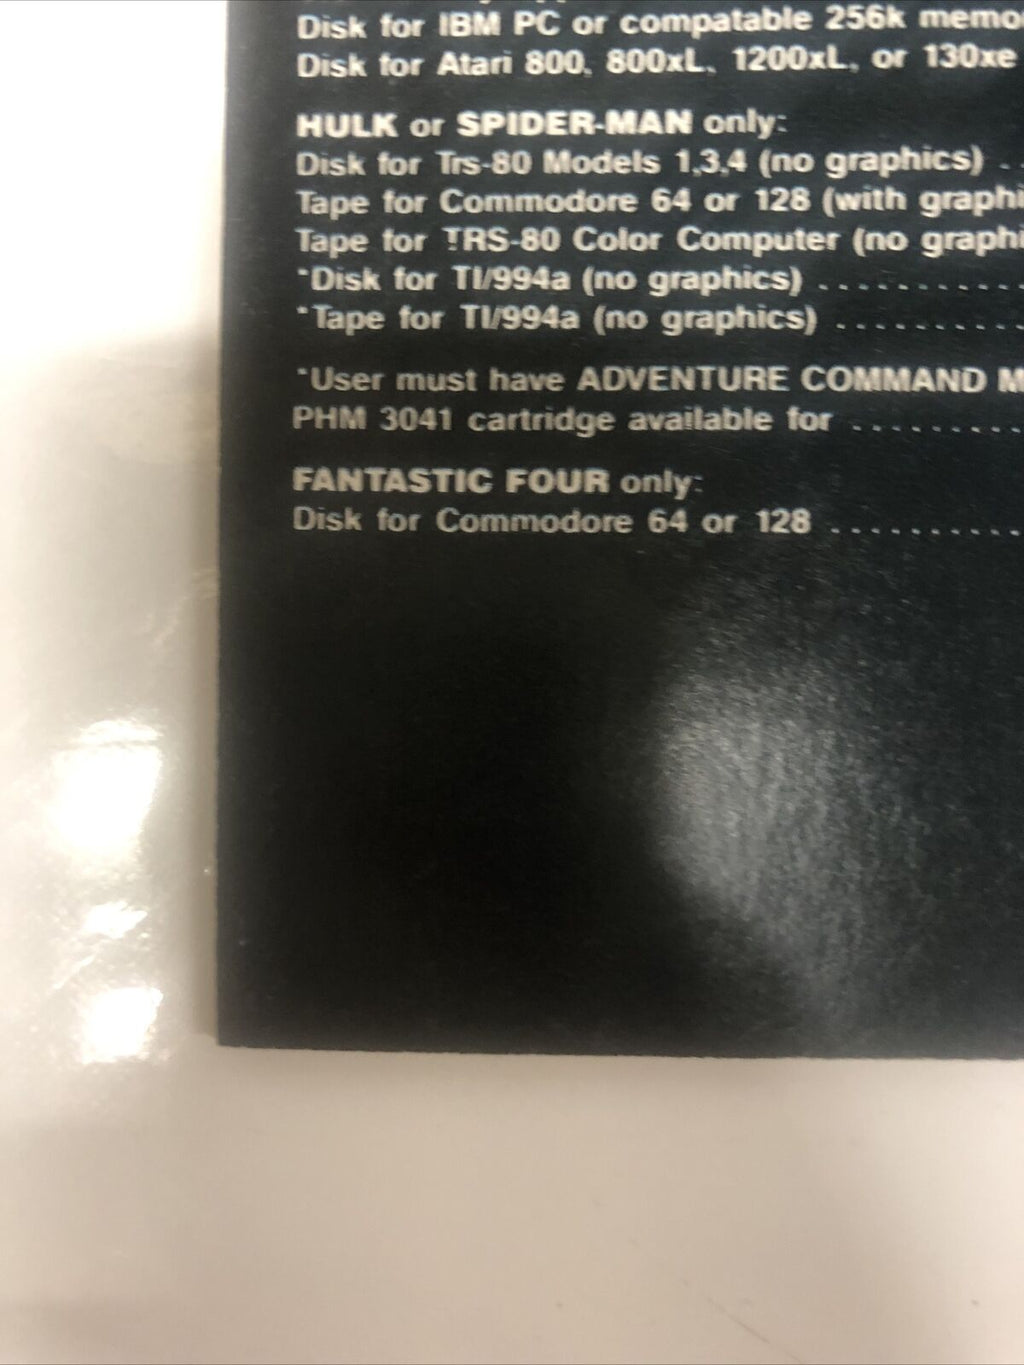 Disk for IBM PC or compatable 256k memo
Disk for Atari 800, 800xL, 1200xL, or 130xe
HULK or SPIDER-MAN only:
Disk for Trs-80 Models 1,3,4 (no graphics) . .
Tape for Commodore 64 or 128 (with graphi
Tape for TRS-80 Color Computer (no graphi
*Disk for TI/994a (no graphics) . . . . . . . . . . .
*Tape for TI/994a (no graphics) . . . . . . . . . .
*User must have ADVENTURE COMMAND M
PHM 3041 cartridge available for . . . . . . . . .
FANTASTIC FOUR only:
Disk for Commodore 64 or 128 . . . . . . . . . .